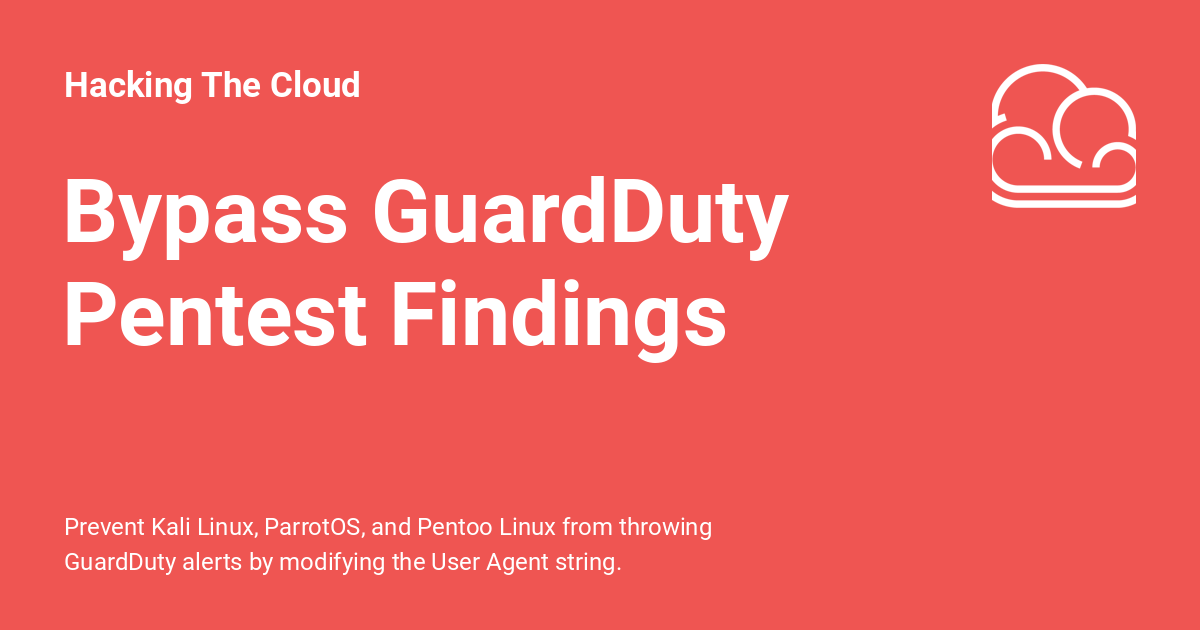 Hacking The Cloud
Bypass GuardDuty
Pentest Findings
Prevent Kali Linux, ParrotOS, and Pentoo Linux from throwing
GuardDuty alerts by modifying the User Agent string.